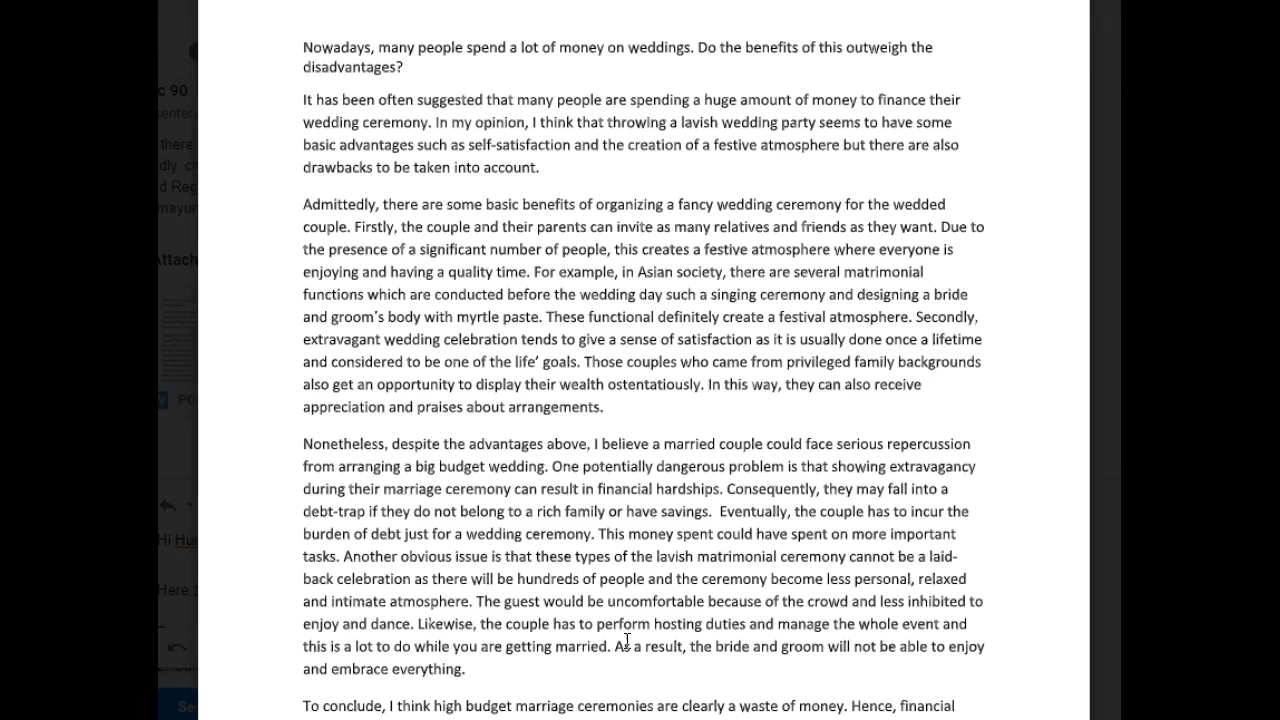 Nowadays, many people spend a lot of money on weddings. Do the benefits of this outweigh the
disadvantages?
It has been often suggested that many people are spending a huge amount of money to finance their
wedding ceremony. In my opinion, I think that throwing a lavish wedding party seems to have some
basic advantages such as self-satisfaction and the creation of a festive atmosphere but there are also
drawbacks to be taken into account.
Admittedly, there are some basic benefits of organizing a fancy wedding ceremony for the wedded
couple. Firstly, the couple and their parents can invite as many relatives and friends as they want. Due to
the presence of a significant number of people, this creates a festive atmosphere where everyone is
enjoying and having a quality time. For example, in Asian society, there are several matrimonial
functions which are conducted before the wedding day such a singing ceremony and designing a bride
and groom's body with myrtle paste. These functional definitely create a festival atmosphere. Secondly,
extravagant wedding celebration tends to give a sense of satisfaction as it is usually done once a lifetime
and considered to be one of the life' goals. Those couples who came from privileged family backgrounds
also get an opportunity to display their wealth ostentatiously. In this way, they can also receive
appreciation and praises about arrangements.
Nonetheless, despite the advantages above, I believe a married couple could face serious repercussion
from arranging a big budget wedding. One potentially dangerous problem is that showing extravagancy
during their marriage ceremony can result in financial hardships. Consequently, they may fall into a
debt-trap if they do not belong to a rich family or have savings.  Eventually, the couple has to incur the
burden of debt just for a wedding ceremony. This money spent could have spent on more important
tasks. Another obvious issue is that these types of the lavish matrimonial ceremony cannot be a laid-
back celebration as there will be hundreds of people and the ceremony become less personal, relaxed
and intimate atmosphere. The guest would be uncomfortable because of the crowd and less inhibited to
enjoy and dance. Likewise, the couple has to perform hosting duties and manage the whole event and
this is a lot to do while you are getting married. As a result, the bride and groom will not be able to enjoy
and embrace everything.
To conclude, I think high budget marriage ceremonies are clearly a waste of money. Hence, financial
c 90
there
d Reg
Attach
Hi Hu
Here p
Se